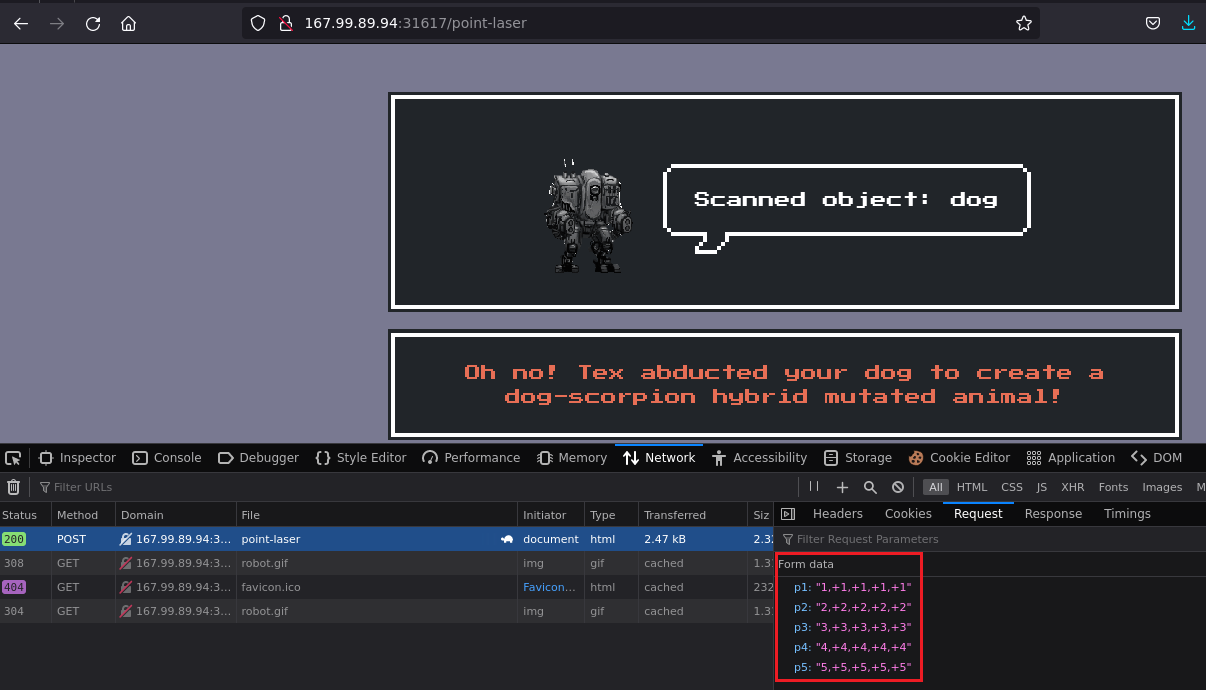 167.99.89.94:31617/point-laser
Scanned object: dog
Oh no! Tex abducted your dog to create a
dog-scorpion hybrid mutated animal!
Inspector Console Debugger Style Editor Performance Memory Network Accessibility Storage Cookie Editor Application DOM
Filter URLs All HTML CSS JS XHR Fonts Images M
Status Method Domain File Initiator Type Transferred Siz Headers Cookies Request Response Timings
200 POST 167.99.89.94:3... point-laser document html 2.47 kB 2.32 Filter Request Parameters
308 GET 167.99.89.94:3... robot.gif img gif cached 1.3 Form data
404 GET 167.99.89.94:3... favicon.ico Favicon... html cached 232 p1: "1,+1,+1,+1,+1"
304 GET 167.99.89.94:3... robot.gif img gif cached 1.3 p2: "2,+2,+2,+2,+2"
p3: "3,+3,+3,+3,+3"
p4: "4,+4,+4,+4,+4"
p5: "5,+5,+5,+5,+5"